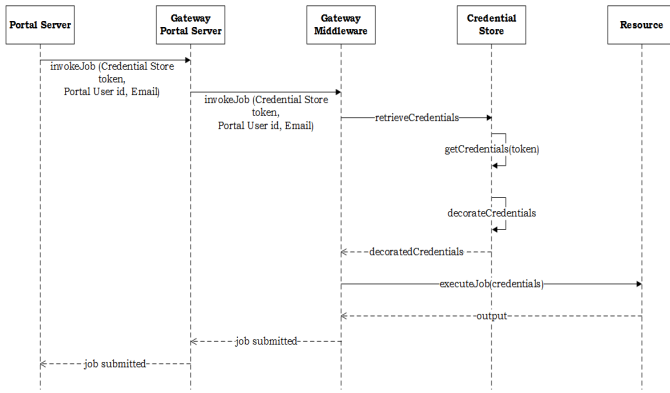 Portal Server
Gateway
Portal Server
Gateway
Middleware
Credential
Store
Resource
invokeJob (Credential Store
token,
Portal User id, Email)
invokeJob (Credential Store
token,
Portal User id, Email)
retrieveCredentials
getCredentials(token)
decorateCredentials
decoratedCredentials
executeJob(credentials)
output
job submitted
job submitted